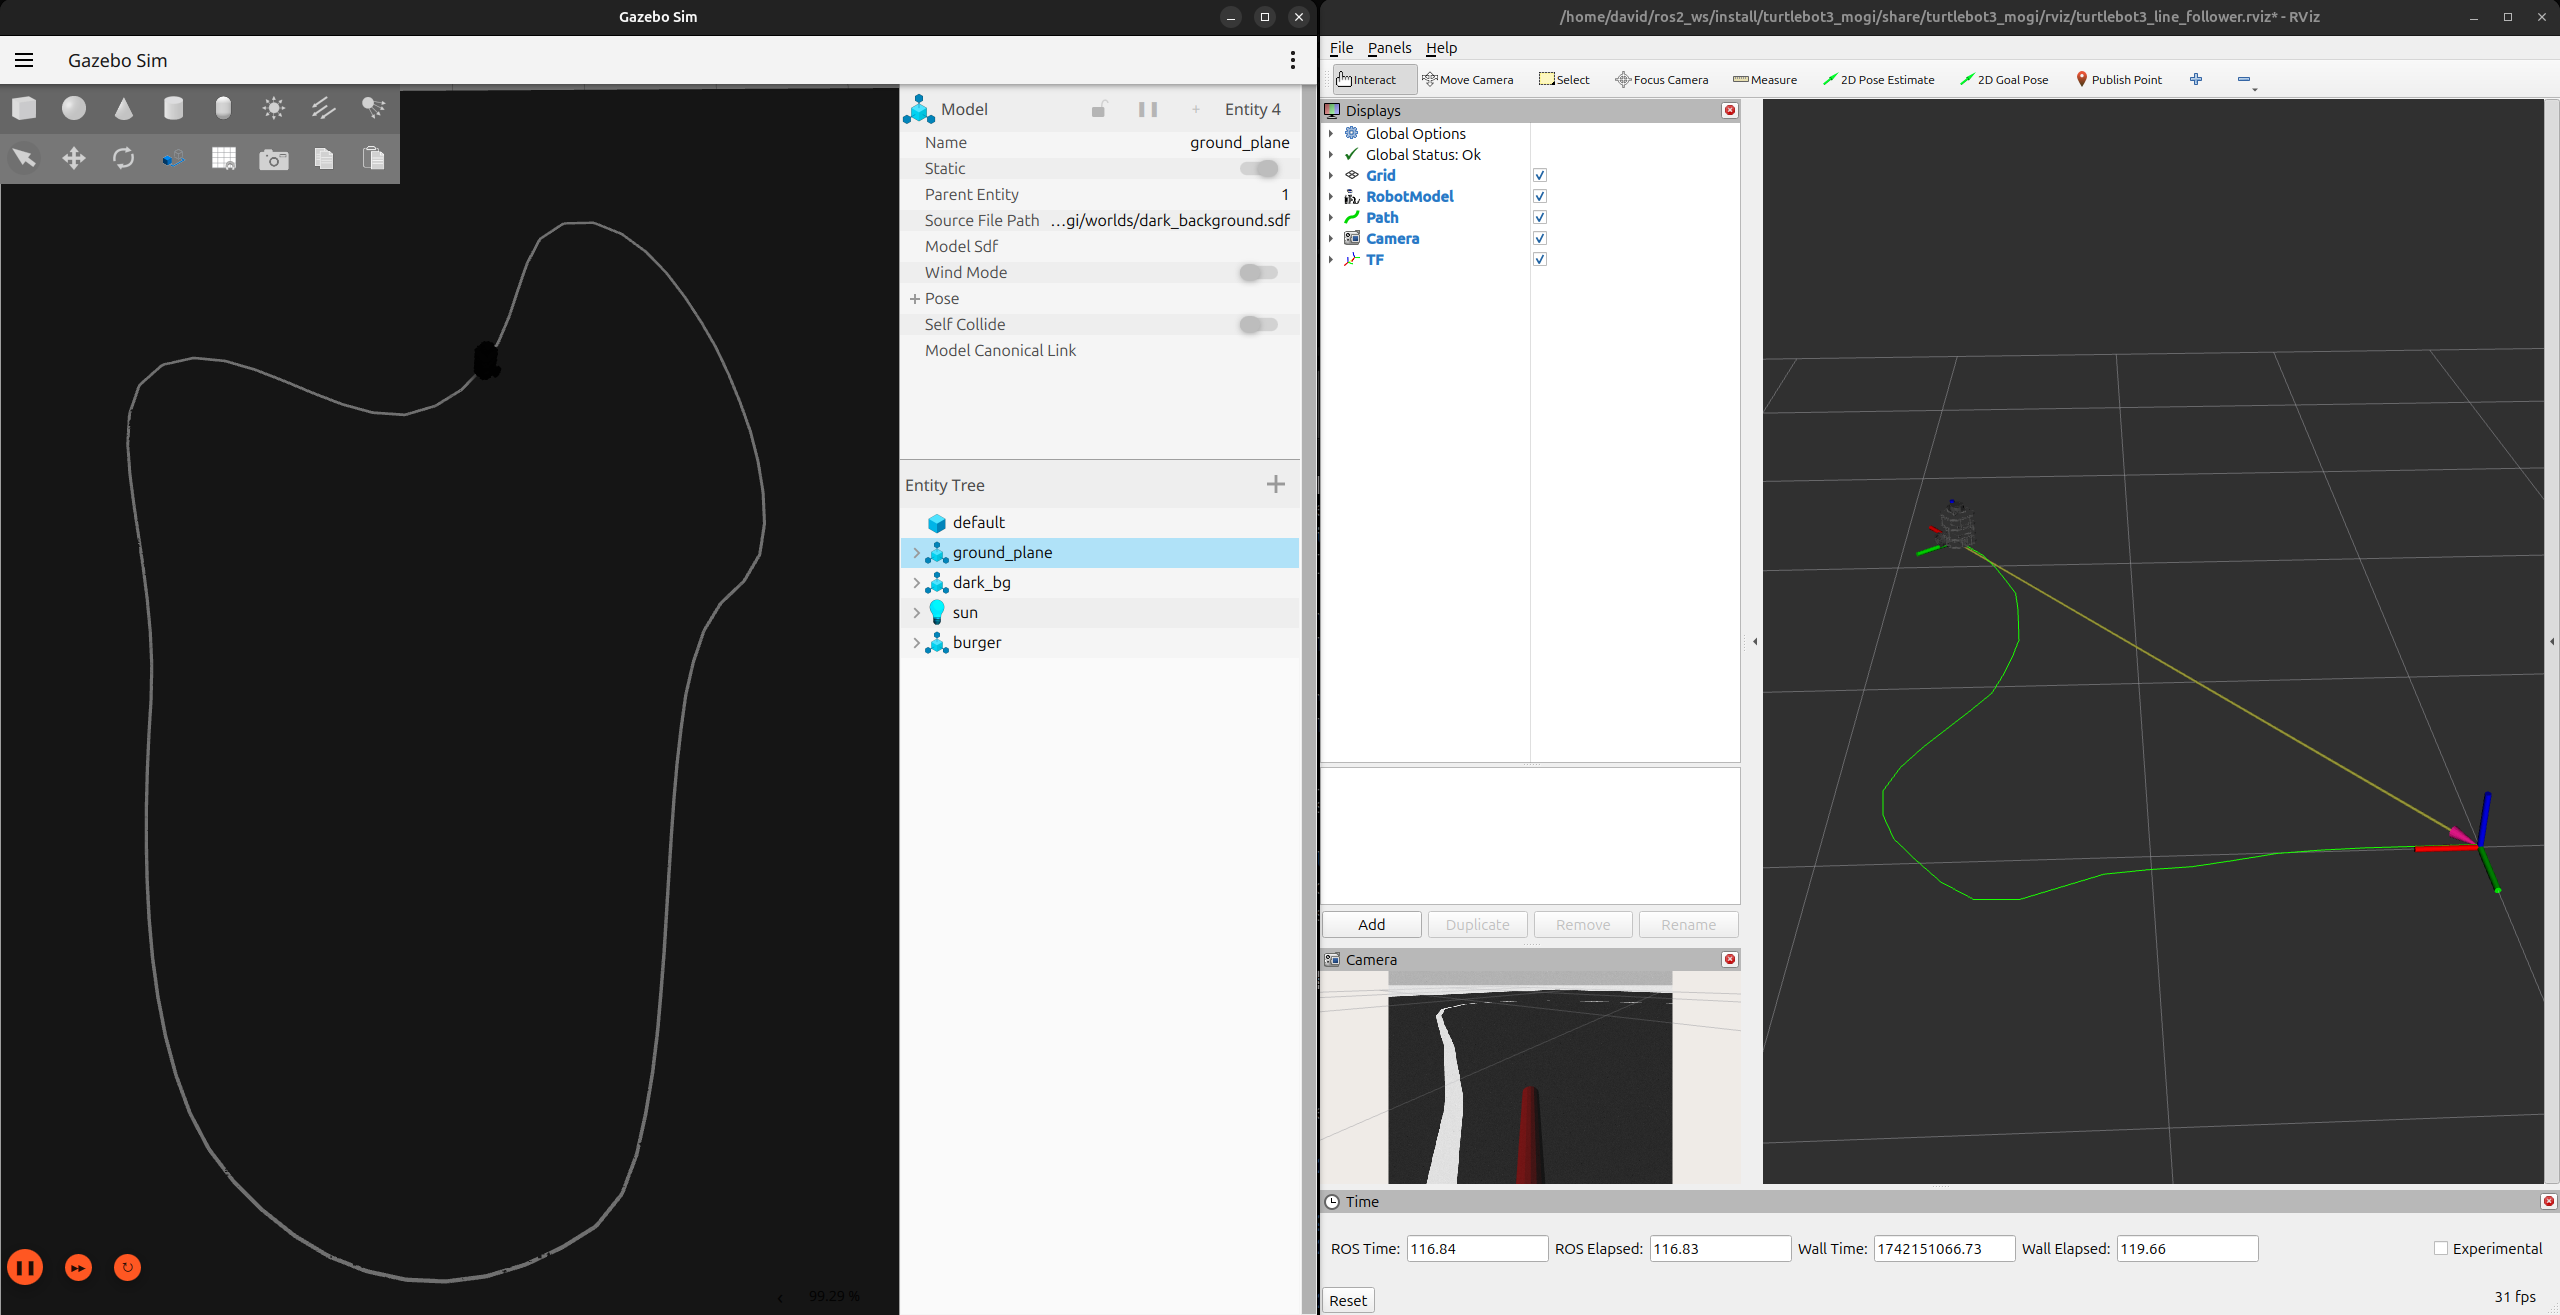 Gazebo Sim
Gazebo Sim
Model
Entity 4
Name ground_plane
Static
Parent Entity 1
Source File Path ...gi/worlds/dark_background.sdf
Model Sdf
Wind Mode
Pose
Self Collide
Model Canonical Link
Entity Tree
default
ground_plane
dark_bg
sun
burger
99.29 %
/home/david/ros2_ws/install/turtlebot3_mogi/share/turtlebot3_mogi/rviz/turtlebot3_line_follower.rviz* - RViz
File Panels Help
Interact Move Camera Select Focus Camera Measure 2D Pose Estimate 2D Goal Pose Publish Point
Displays
Global Options
Global Status: Ok
Grid
RobotModel
Path
Camera
TF
Add Duplicate Remove Rename
Camera
Time
ROS Time: 116.84 ROS Elapsed: 116.83 Wall Time: 1742151066.73 Wall Elapsed: 119.66 Experimental
Reset 31 fps